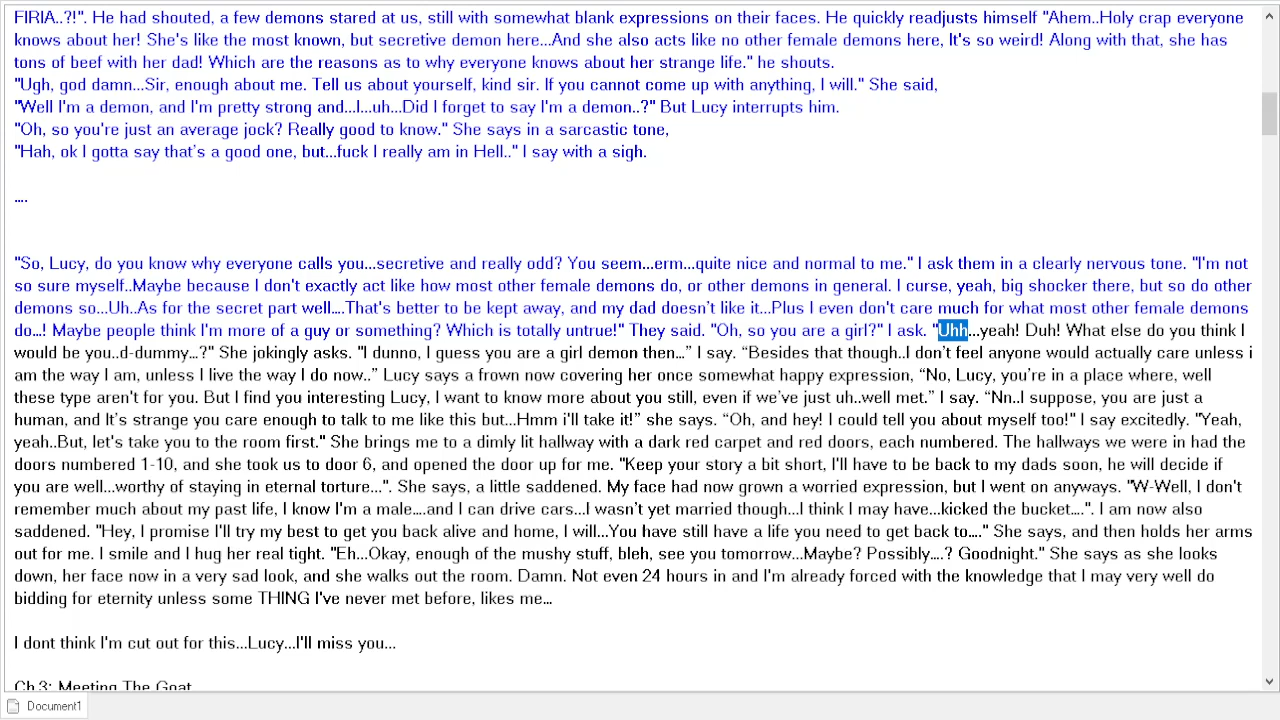 FIRIA..?!". He had shouted, a few demons stared at us, still with somewhat blank expressions on their faces. He quickly readjusts himself "Ahem..Holy crap everyone
knows about her! She's like the most known, but secretive demon here...And she also acts like no other female demons here, It's so weird! Along with that, she has
tons of beef with her dad! Which are the reasons as to why everyone knows about her strange life." he shouts.
"Ugh, god damn...Sir, enough about me. Tell us about yourself, kind sir. If you cannot come up with anything, I will." She said,
"Well I'm a demon, and I'm pretty strong and...I...uh...Did I forget to say I'm a demon..?" But Lucy interrupts him.
"Oh, so you're just an average jock? Really good to know." She says in a sarcastic tone,
"Hah, ok I gotta say that's a good one, but...fuck I really am in Hell.." I say with a sigh.
....
"So, Lucy, do you know why everyone calls you...secretive and really odd? You seem...erm...quite nice and normal to me." I ask them in a clearly nervous tone. "I'm not
so sure myself..Maybe because I don't exactly act like how most other female demons do, or other demons in general. I curse, yeah, big shocker there, but so do other
demons so...Uh..As for the secret part well....That's better to be kept away, and my dad doesn't like it...Plus I even don't care much for what most other female demons
do...! Maybe people think I'm more of a guy or something? Which is totally untrue!" They said. "Oh, so you are a girl?" I ask. "Uhh...yeah! Duh! What else do you think I
would be you..d-dummy...?" She jokingly asks. "I dunno, I guess you are a girl demon then..." I say. “Besides that though..I don't feel anyone would actually care unless i
am the way I am, unless I live the way I do now..” Lucy says a frown now covering her once somewhat happy expression, “No, Lucy, you're in a place where, well
these type aren't for you. But I find you interesting Lucy, I want to know more about you still, even if we've just uh..well met.” I say. “Nn..I suppose, you are just a
human, and It's strange you care enough to talk to me like this but...Hmm i'll take it!” she says. “Oh, and hey! I could tell you about myself too!" I say excitedly. "Yeah,
yeah..But, let's take you to the room first." She brings me to a dimly lit hallway with a dark red carpet and red doors, each numbered. The hallways we were in had the
doors numbered 1-10, and she took us to door 6, and opened the door up for me. "Keep your story a bit short, I'll have to be back to my dads soon, he will decide if
you are well...worthy of staying in eternal torture...". She says, a little saddened. My face had now grown a worried expression, but I went on anyways. "W-Well, I don't
remember much about my past life, I know I'm a male....and I can drive cars...I wasn't yet married though...I think I may have...kicked the bucket....". I am now also
saddened. "Hey, I promise I'll try my best to get you back alive and home, I will...You have still have a life you need to get back to...." She says, and then holds her arms
out for me. I smile and I hug her real tight. "Eh...Okay, enough of the mushy stuff, bleh, see you tomorrow...Maybe? Possibly....? Goodnight." She says as she looks
down, her face now in a very sad look, and she walks out the room. Damn. Not even 24 hours in and I'm already forced with the knowledge that I may very well do
bidding for eternity unless some THING I've never met before, likes me...
I dont think I'm cut out for this...Lucy...I'll miss you...
Ch.3: Meeting The Goat
Document1